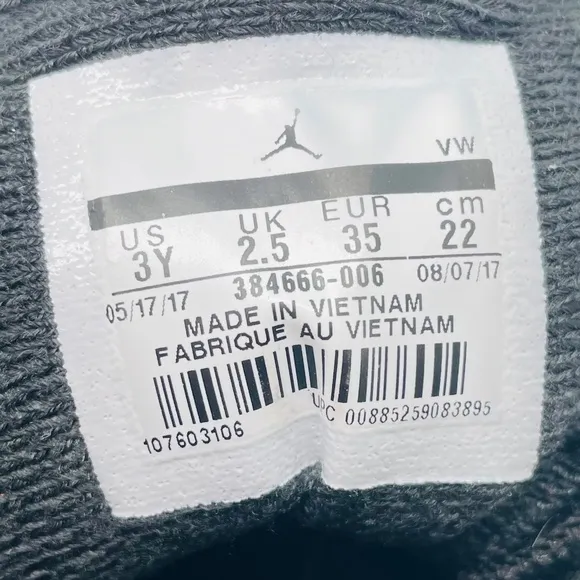 VW
US UK EUR cm
3Y 2.5 35 22
05/17/17 384666-006 08/07/17
MADE IN VIETNAM
FABRIQUE AU VIETNAM
107603106 UPC 00885259083895